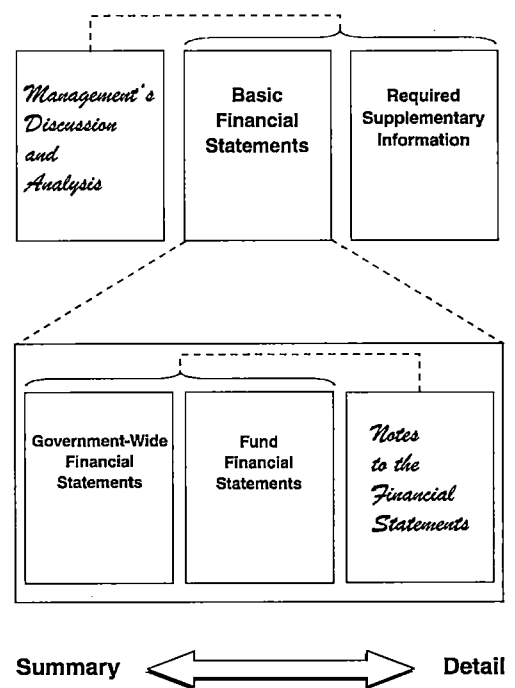 Management's
Discussion
and
Analysis
Basic
Financial
Statements
Required
Supplementary
Information
Government-Wide
Financial
Statements
Fund
Financial
Statements
Notes
to the
Financial
Statements
Summary
Detail